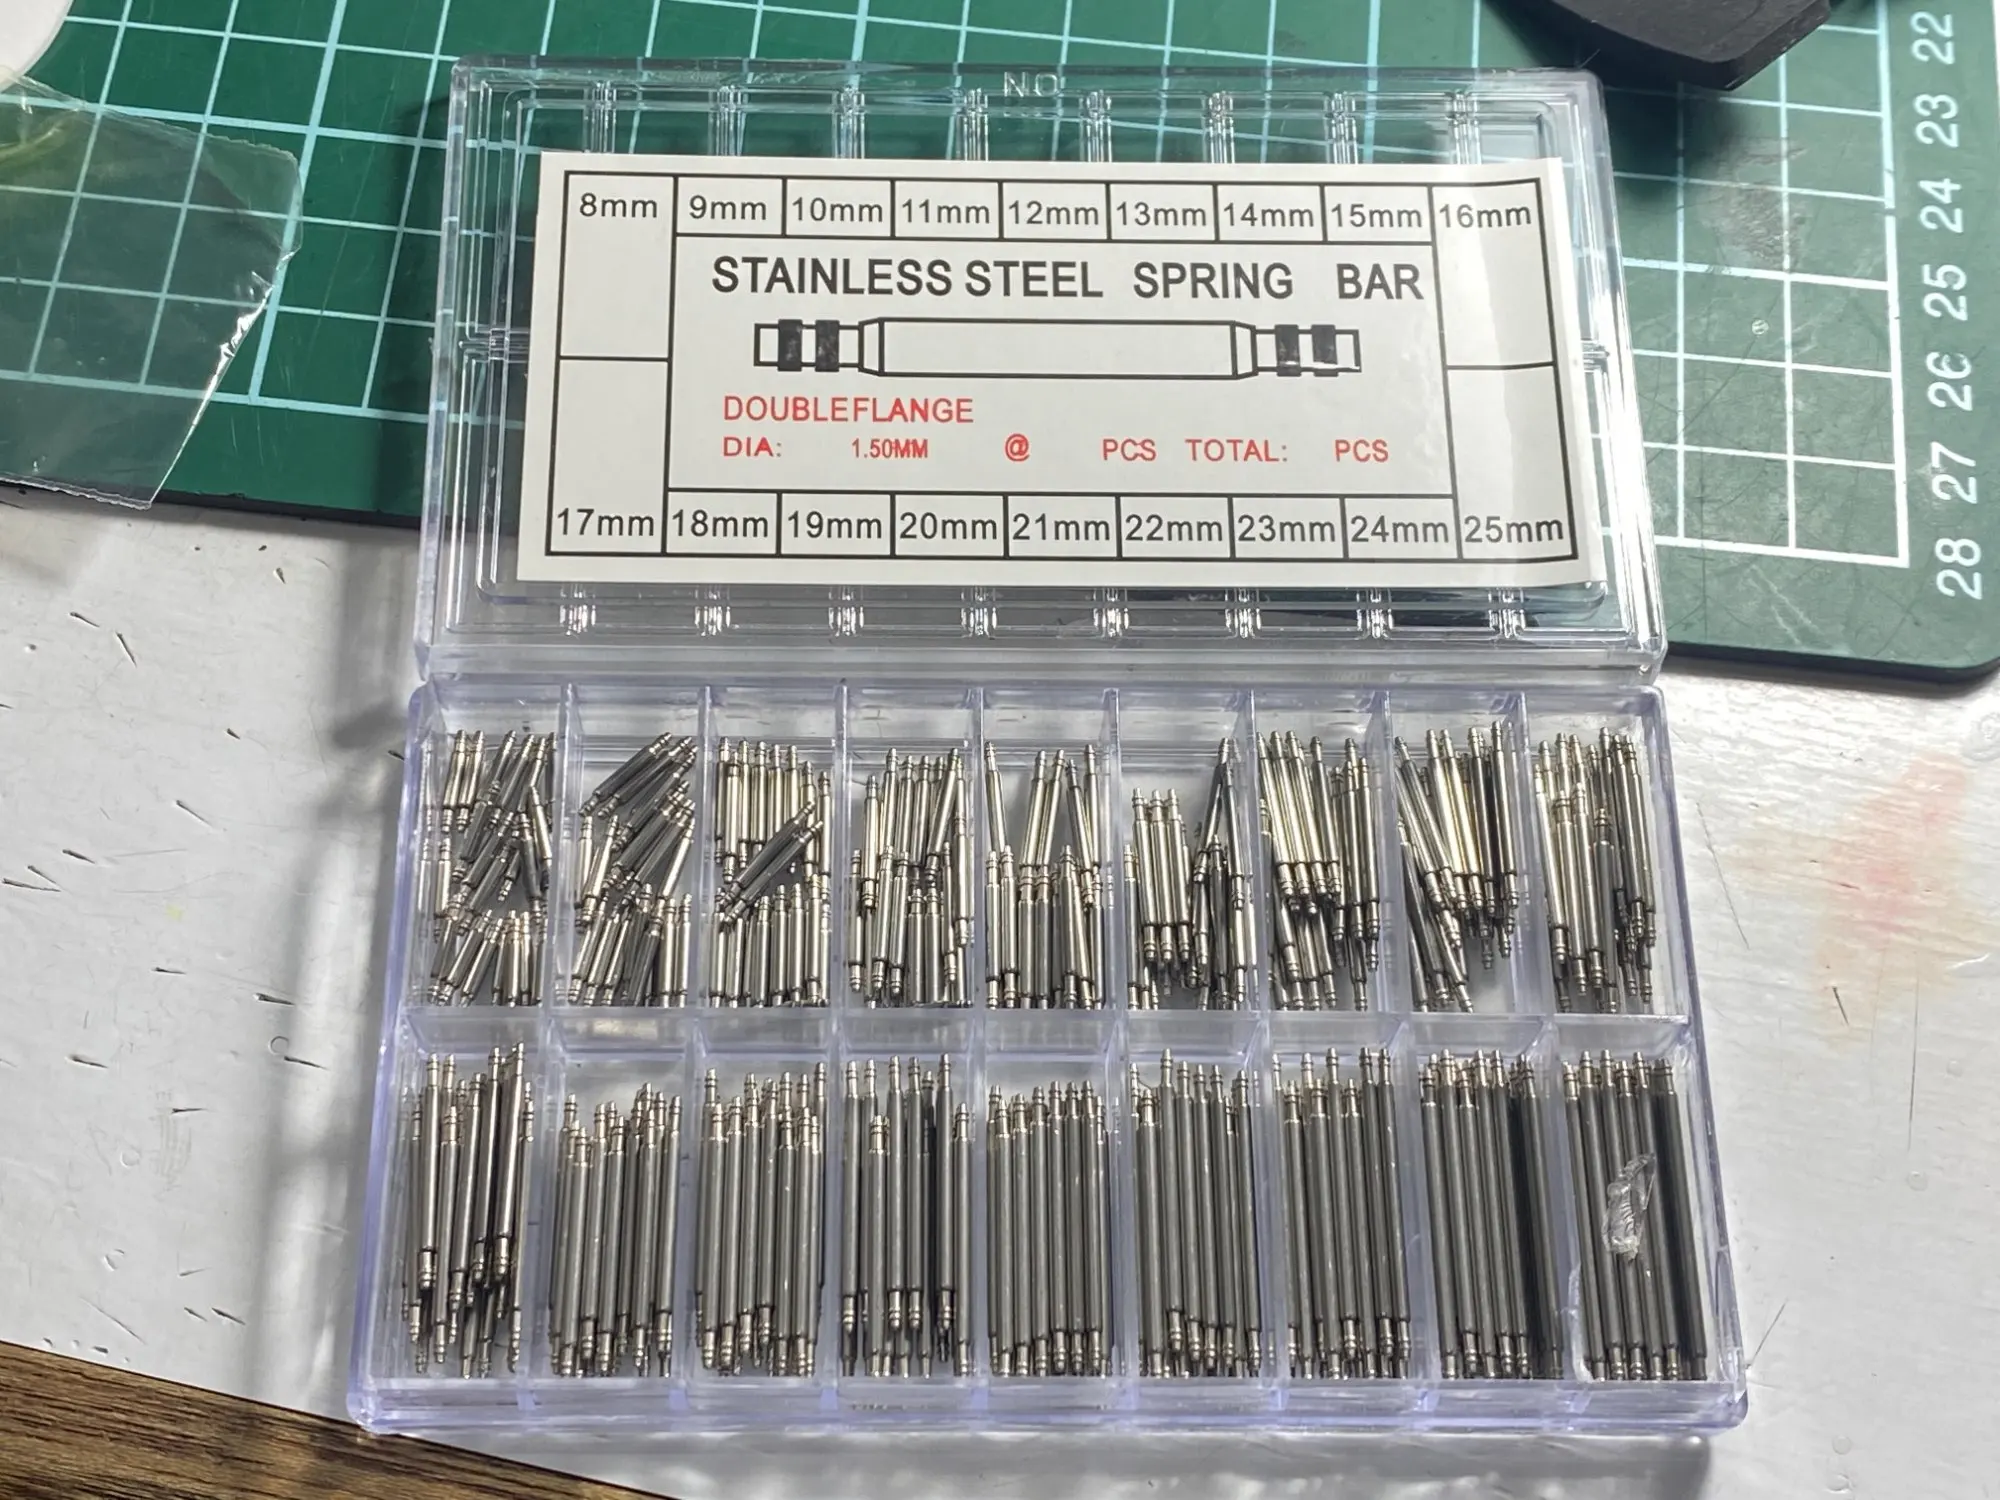 NO
8mm 9mm 10mm 11mm 12mm 13mm 14mm 15mm 16mm
STAINLESS STEEL SPRING BAR
DOUBLEFLANGE
DIA: 1.50MM @ PCS TOTAL: PCS
17mm 18mm 19mm 20mm 21mm 22mm 23mm 24mm 25mm
22
23
24
25
26
27
28